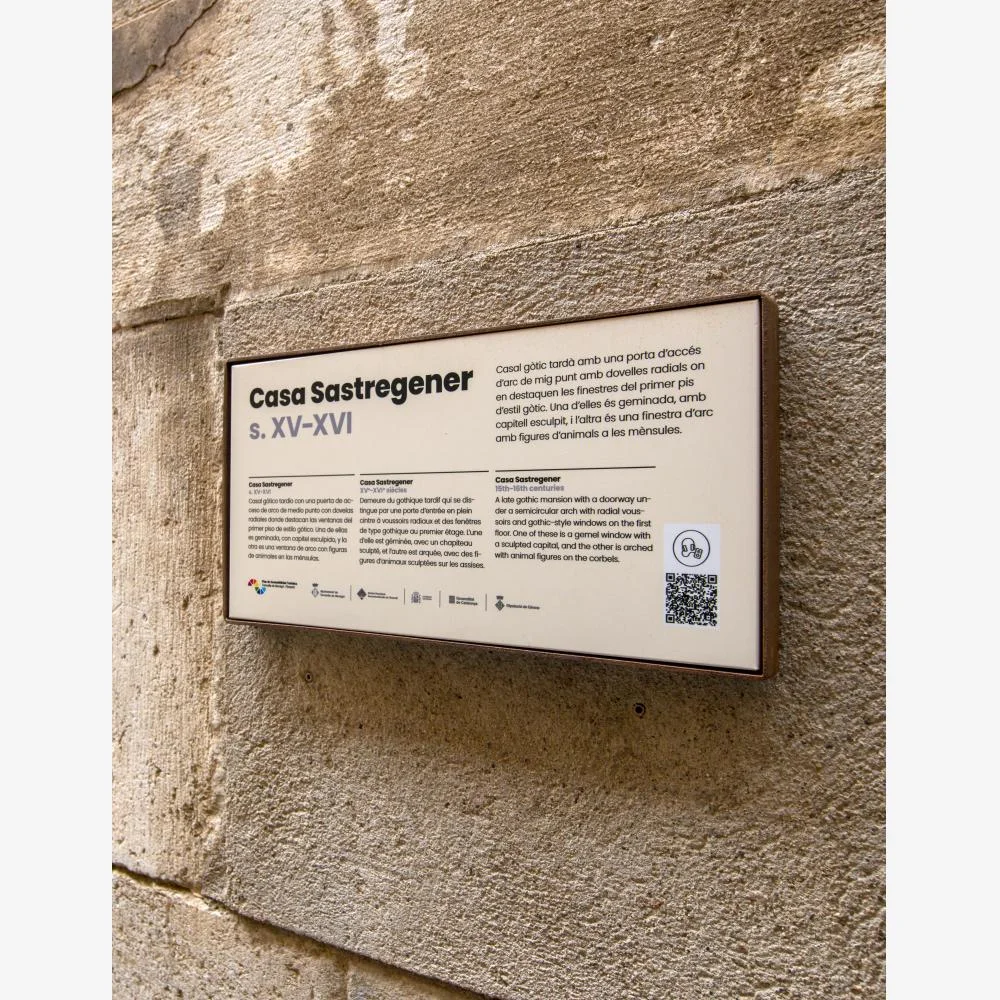 Casa Sastregener
s. XV-XVI
Casal gòtic tardà amb una porta d'accés
d'arc de mig punt amb dovelles radials on
en destaquen les finestres del primer pis
d'estil gòtic. Una d'elles és geminada, amb
capitell esculpit, i l'altra és una finestra d'arc
amb figures d'animals a les mènsules.
Casa Sastregener
s. XV-XVI
Casal gótico tardío con una puerta de ac-
ceso de arco de medio punto con dovelas
radiales donde destacan las ventanas del
primer piso de estilo gótico. Una de ellas
es geminada, con capitel esculpido, y la
otra es una ventana de arco con figuras
de animales en las ménsulas.
Casa Sastregener
XVᵉ-XVIᵉ siècles
Demeure du gothique tardif qui se dis-
tingue par une porte d'entrée en plein
cintre à voussoirs radiaux et des fenêtres
de type gothique au premier étage. L'une
d'elle est géminée, avec un chapiteau
sculpté, et l'autre est arquée, avec des fi-
gures d'animaux sculptées sur les assises.
Casa Sastregener
15th-16th centuries
A late gothic mansion with a doorway un-
der a semicircular arch with radial vous-
soirs and gothic-style windows on the first
floor. One of these is a gemel window with
a sculpted capital, and the other is arched
with animal figures on the corbels.
Generalitat
de Catalunya
Diputació de Girona